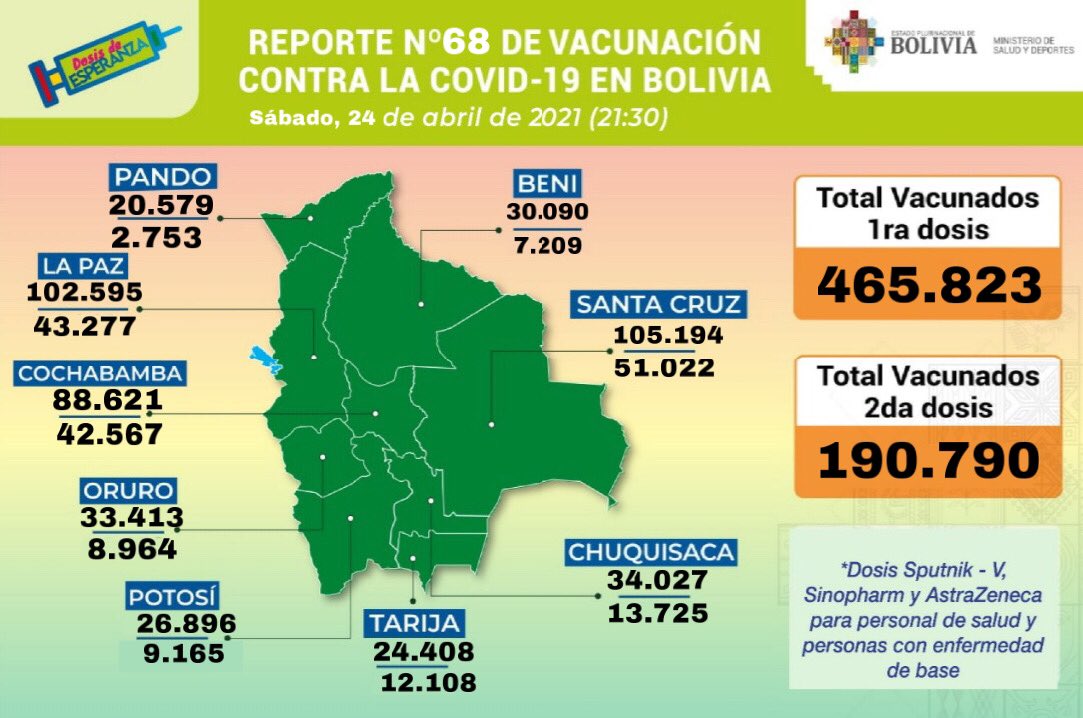 Dosis de
ESPERANZA
REPORTE Nº68 DE VACUNACIÓN
CONTRA LA COVID-19 EN BOLIVIA
Sábado, 24 de abril de 2021 (21:30)
ESTADO PLURINACIONAL DE
BOLIVIA
MINISTERIO DE
SALUD Y DEPORTES
PANDO
20.579
2.753
BENI
30.090
7.209
LA PAZ
102.595
43.277
SANTA CRUZ
105.194
51.022
COCHABAMBA
88.621
42.567
ORURO
33.413
8.964
CHUQUISACA
34.027
13.725
POTOSÍ
26.896
9.165
TARIJA
24.408
12.108
Total Vacunados
1ra dosis
465.823
Total Vacunados
2da dosis
190.790
*Dosis Sputnik - V,
Sinopharm y AstraZeneca
para personal de salud y
personas con enfermedad
de base